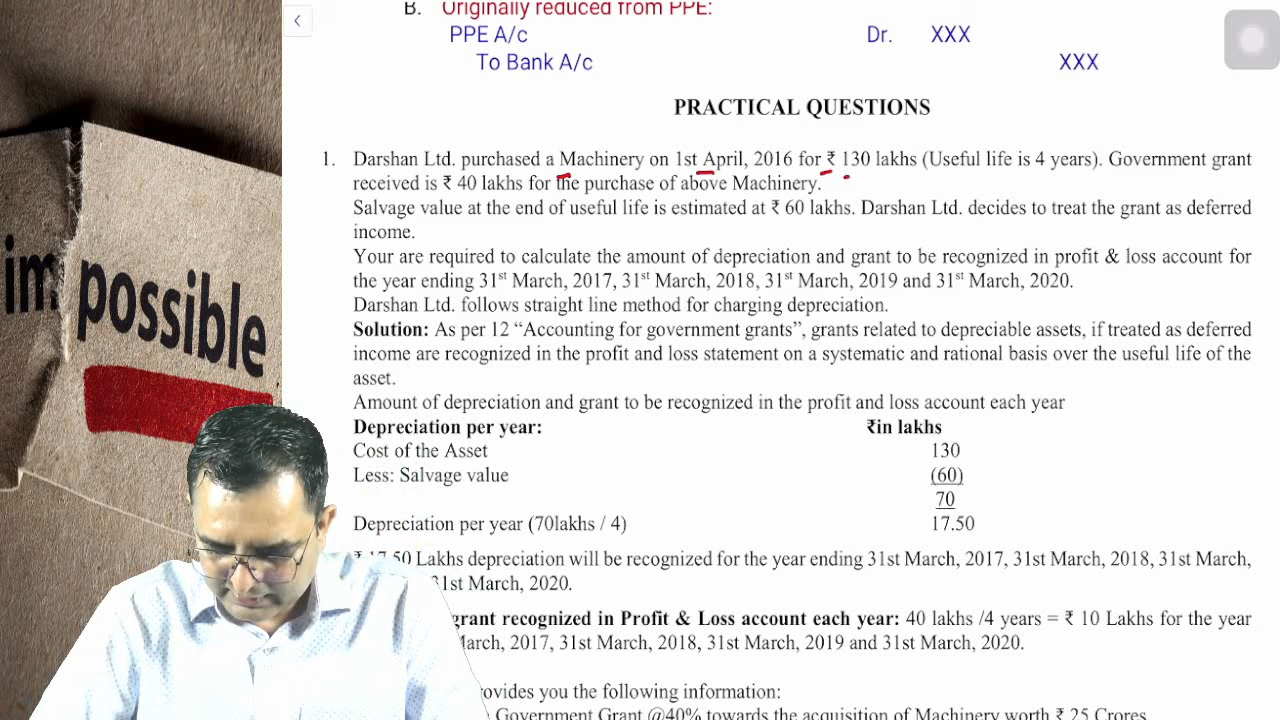 B. Originally reduced from PPE:
PPE A/c Dr. XXX
To Bank A/c XXX
PRACTICAL QUESTIONS
1. Darshan Ltd. purchased a Machinery on 1st April, 2016 for ₹ 130 lakhs (Useful life is 4 years). Government grant
received is ₹ 40 lakhs for the purchase of above Machinery.
Salvage value at the end of useful life is estimated at ₹ 60 lakhs. Darshan Ltd. decides to treat the grant as deferred
income.
Your are required to calculate the amount of depreciation and grant to be recognized in profit & loss account for
the year ending 31st March, 2017, 31st March, 2018, 31st March, 2019 and 31st March, 2020.
Darshan Ltd. follows straight line method for charging depreciation.
Solution: As per 12 “Accounting for government grants”, grants related to depreciable assets, if treated as deferred
income are recognized in the profit and loss statement on a systematic and rational basis over the useful life of the
asset.
Amount of depreciation and grant to be recognized in the profit and loss account each year
Depreciation per year: ₹in lakhs
Cost of the Asset 130
Less: Salvage value (60)
70
Depreciation per year (70lakhs / 4) 17.50
₹ 17.50 Lakhs depreciation will be recognized for the year ending 31st March, 2017, 31st March, 2018, 31st March,
31st March, 2020.
grant recognized in Profit & Loss account each year: 40 lakhs /4 years = ₹ 10 Lakhs for the year
March, 2017, 31st March, 2018, 31st March, 2019 and 31st March, 2020.
you the following information:
Government Grant @40% towards the acquisition of Machinery worth ₹ 25 Crores
im possible